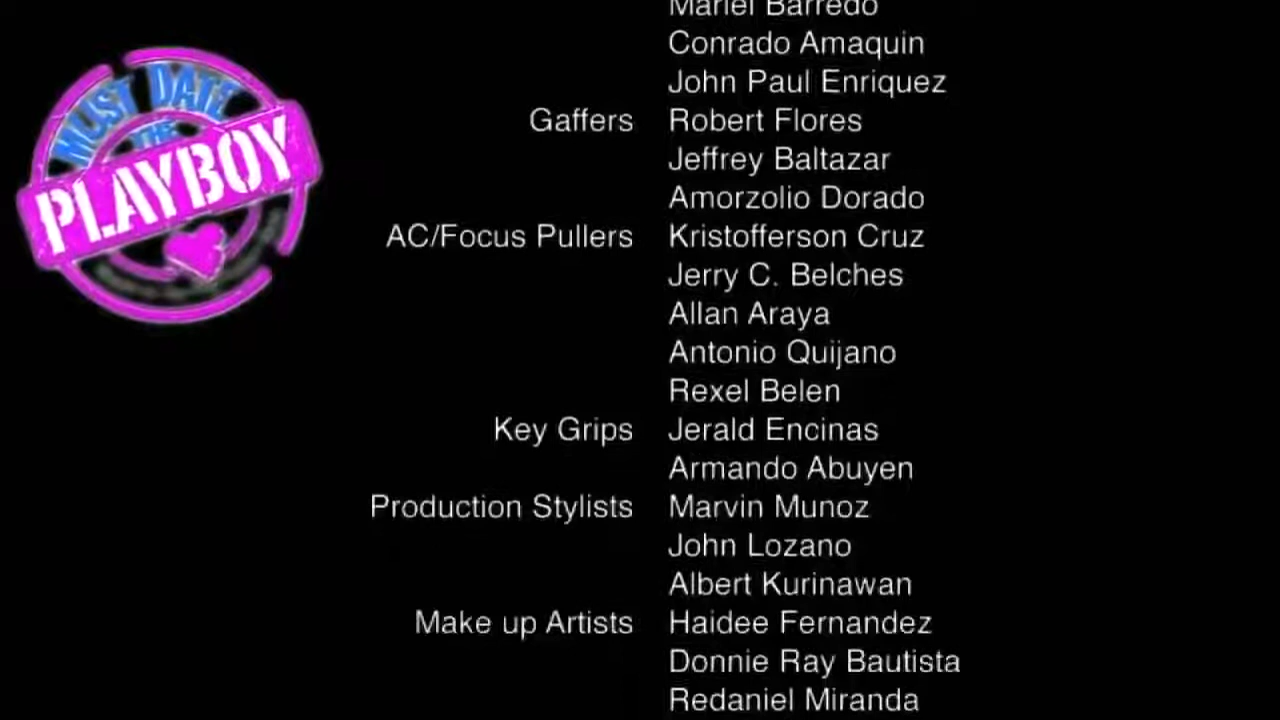 MUST DATE
THE
PLAYBOY
Mariel Barredo
Conrado Amaquin
John Paul Enriquez
Gaffers Robert Flores
Jeffrey Baltazar
Amorzolio Dorado
AC/Focus Pullers Kristofferson Cruz
Jerry C. Belches
Allan Araya
Antonio Quijano
Rexel Belen
Key Grips Jerald Encinas
Armando Abuyen
Production Stylists Marvin Munoz
John Lozano
Albert Kurinawan
Make up Artists Haidee Fernandez
Donnie Ray Bautista
Redaniel Miranda